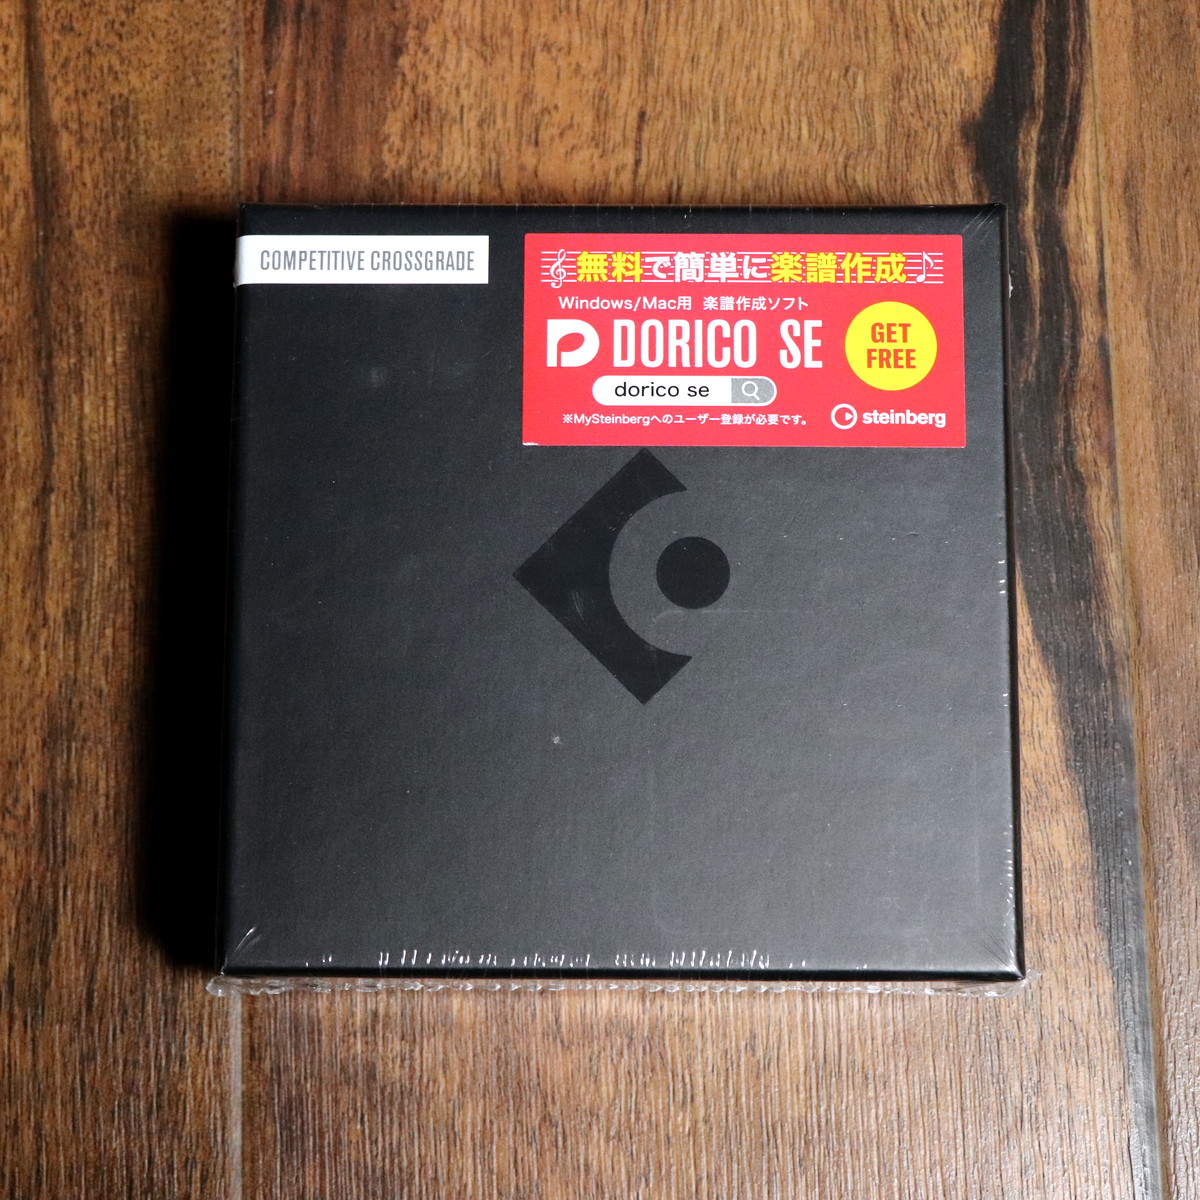 COMPETITIVE CROSSGRADE
無料で簡単に楽譜作成
Windows/Mac用 楽譜作成ソフト
DORICO SE
GET
FREE
dorico se
※MySteinbergへのユーザー登録が必要です。
steinberg